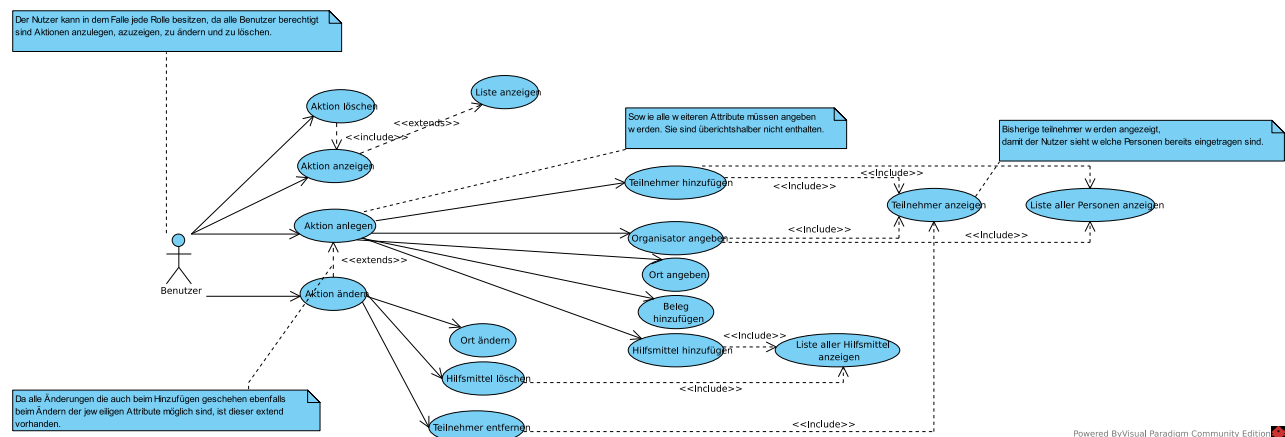 Der Nutzer kann in dem Falle jede Rolle besitzen, da alle Benutzer berechtigt
sind Aktionen anzulegen, azuzeigen, zu ändern und zu löschen.
Liste anzeigen
Aktion löschen
<<extends>>
<<include>>
Aktion anzeigen
Sowie alle weiteren Attribute müssen angeben
werden. Sie sind überichtshalber nicht enthalten.
Bisherige teilnehmer werden angezeigt,
damit der Nutzer sieht welche Personen bereits eingetragen sind.
Teilnehmer hinzufügen
<<Include>>
<<Include>>
Teilnehmer anzeigen
Liste aller Personen anzeigen
Aktion anlegen
Organisator angeben
<<Include>>
<<Include>>
<<extends>>
Ort angeben
Benutzer
Aktion ändern
Beleg
hinzufügen
Ort ändern
Hilfsmittel hinzufügen
<<Include>>
Liste aller Hilfsmittel
anzeigen
Hilfsmittel löschen
<<Include>>
Da alle Änderungen die auch beim Hinzufügen geschehen ebenfalls
beim Ändern der jeweiligen Attribute möglich sind, ist dieser extend
vorhanden.
Teilnehmer entfernen
<<Include>>
Powered ByVisual Paradigm Community Edition